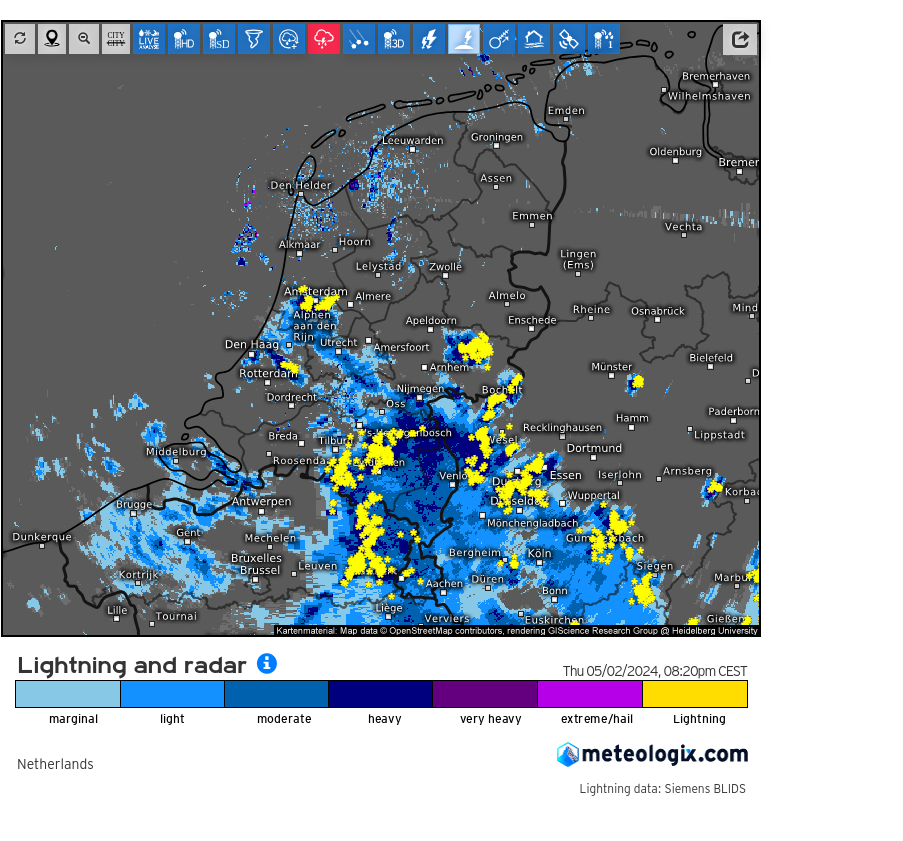 CITY
CITY
LIVE
ANALYSE
HD
SD
3D
1
Bremerhaven
Wilhelmshaven
Emden
Leeuwarden
Groningen
Oldenburg
Bremen
Assen
Den Helder
Emmen
Vechta
Alkmaar
Hoorn
Lingen
(Ems)
Lelystad
Zwolle
Amsterdam
Almere
Almelo
Rheine
Osnabrück
Mind
Alphen
aan den
Rijn
Apeldoorn
Enschede
Den Haag
Utrecht
Amersfoort
Bielefeld
Rotterdam
Arnhem
Münster
D
Nijmegen
Bocholt
Dordrecht
Oss
Paderborn
Hamm
Recklinghausen
Lippstadt
Breda
Tilburg
's-Hertogenbosch
Wesel
Dortmund
Middelburg
Roosendaal
Venlo
Essen
Iserlohn
Arnsberg
Duisburg
Korbac
Brugge
Antwerpen
Düsseldorf
Wuppertal
Mönchengladbach
Dunkerque
Gent
Mechelen
Gummersbach
Bruxelles
Brussel
Leuven
Bergheim
Köln
Siegen
Kortrijk
Aachen
Düren
Marbu
Bonn
Lille
Tournai
Liège
Verviers
Euskirchen
Gießen
Kartenmaterial: Map data © OpenStreetMap contributors, rendering GIScience Research Group @ Heidelberg University
Lightning and radar
Thu 05/02/2024, 08:20pm CEST
marginal light moderate heavy very heavy extreme/hail Lightning
meteologix.com
Netherlands
Lightning data: Siemens BLIDS